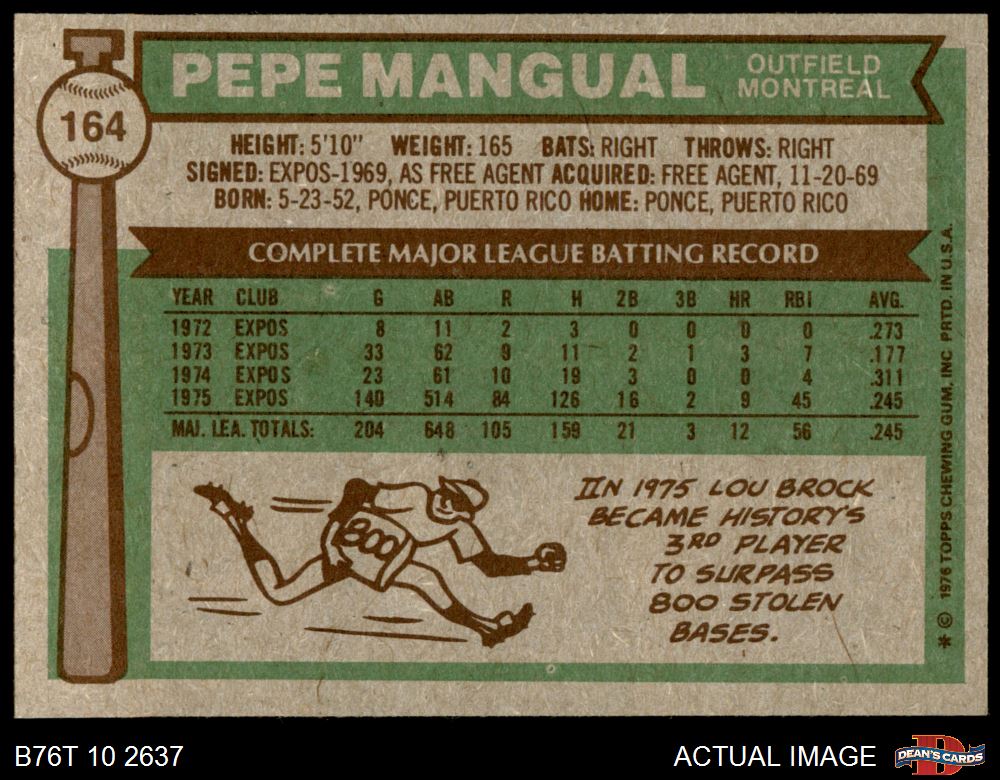 164
PEPE MANGUAL
OUTFIELD
MONTREAL
HEIGHT: 5'10" WEIGHT: 165 BATS: RIGHT THROWS: RIGHT
SIGNED: EXPOS-1969, AS FREE AGENT ACQUIRED: FREE AGENT, 11-20-69
BORN: 5-23-52, PONCE, PUERTO RICO HOME: PONCE, PUERTO RICO
COMPLETE MAJOR LEAGUE BATTING RECORD
YEAR CLUB G AB R H 2B 3B HR RBI AVG.
1972 EXPOS 8 11 2 3 0 0 0 0 .273
1973 EXPOS 33 62 9 11 2 1 3 7 .177
1974 EXPOS 23 61 10 19 3 0 0 4 .311
1975 EXPOS 140 514 84 126 16 2 9 45 .245
MAJ. LEA. TOTALS: 204 648 105 159 21 3 12 56 .245
800
IN 1975 LOU BROCK
BECAME HISTORY'S
3RD PLAYER
TO SURPASS
800 STOLEN
BASES.
* © 1976 TOPPS CHEWING GUM, INC PRTD. IN U.S.A.
B76T 10 2637
ACTUAL IMAGE
DEAN'S CARDS